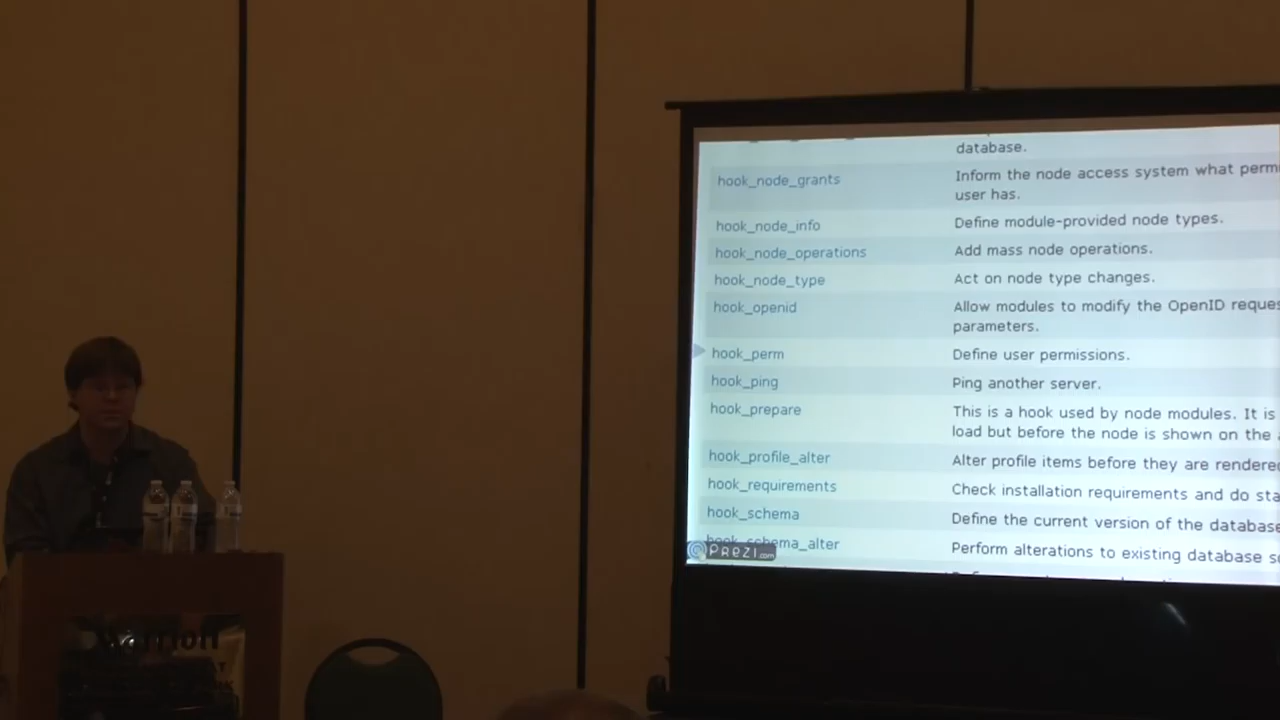 database.
hook_node_grants Inform the node access system what perm
user has.
hook_node_info Define module-provided node types.
hook_node_operations Add mass node operations.
hook_node_type Act on node type changes.
hook_openid Allow modules to modify the OpenID reque
parameters.
hook_perm Define user permissions.
hook_ping Ping another server.
hook_prepare This is a hook used by node modules. It is
load but before the node is shown on the
hook_profile_alter Alter profile items before they are rendered
hook_requirements Check installation requirements and do sta
hook_schema Define the current version of the database
hook_schema_alter Perform alterations to existing database s
PREZI.com